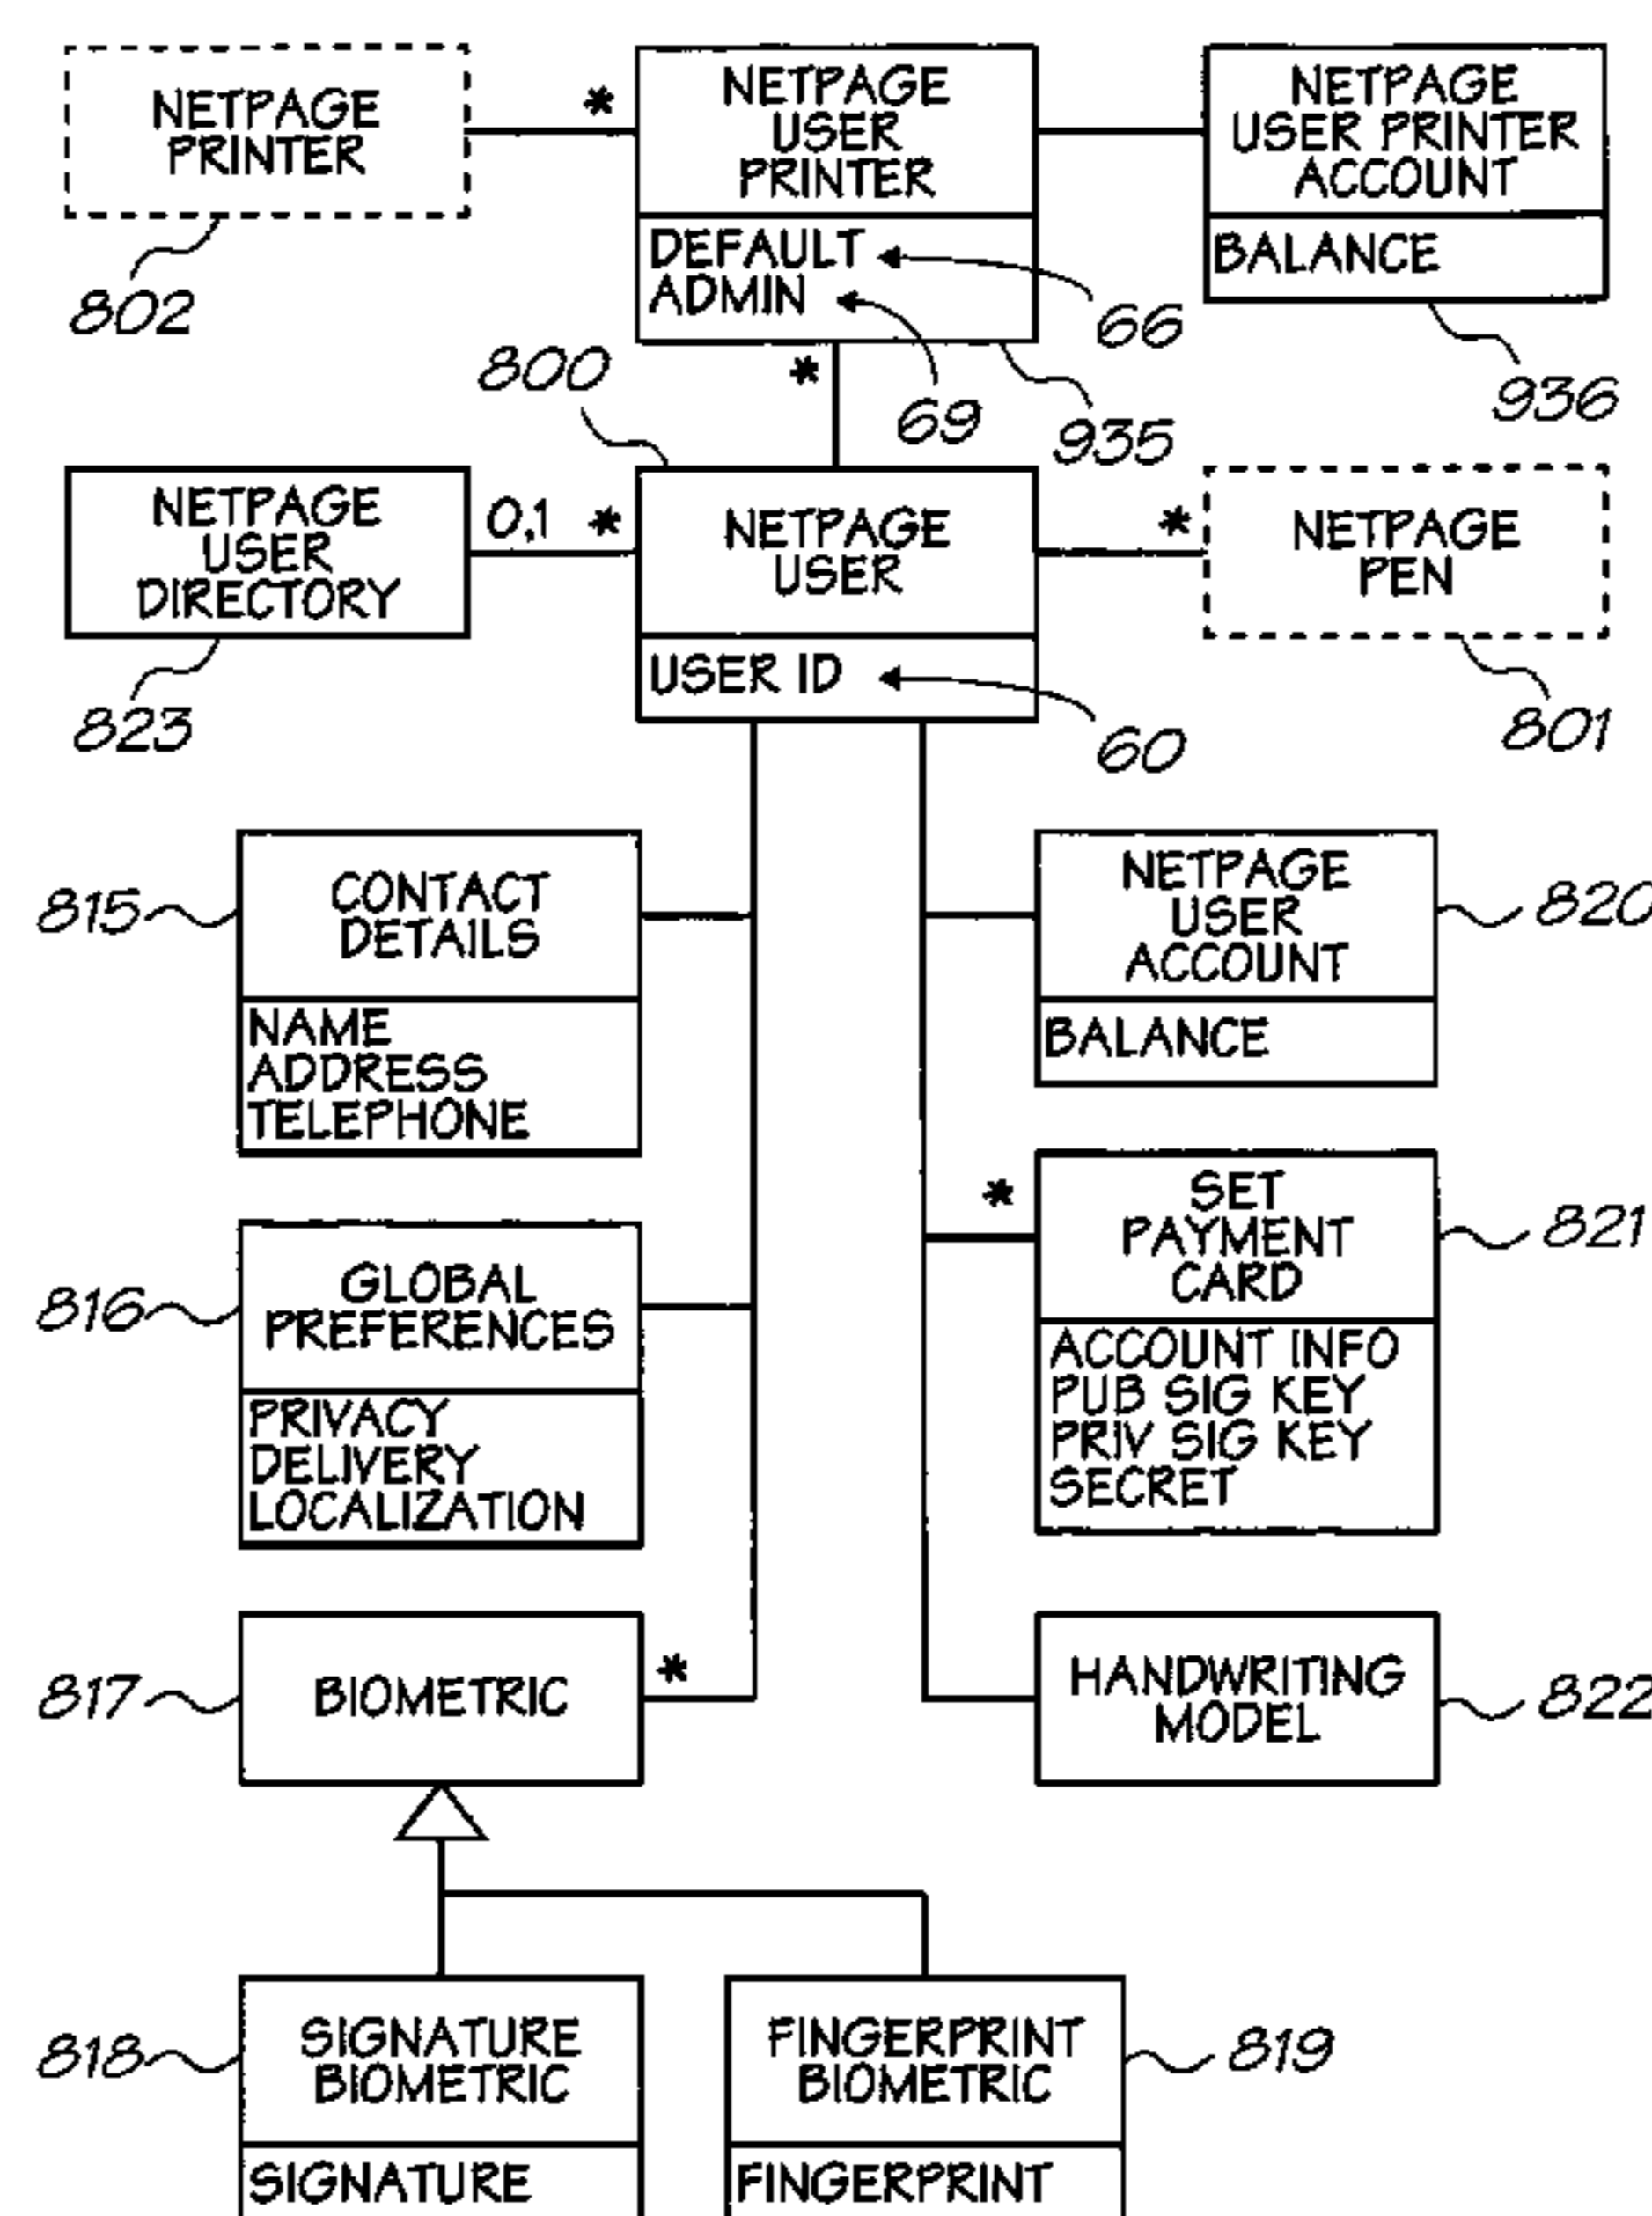 NETPAGE
PRINTER
802
*
NETPAGE
USER
PRINTER
DEFAULT
ADMIN
66
69
935
NETPAGE
USER PRINTER
ACCOUNT
BALANCE
936
*
800
NETPAGE
USER
DIRECTORY
823
0,1 *
NETPAGE
USER
USER ID
60
*
NETPAGE
PEN
801
815
CONTACT
DETAILS
NAME
ADDRESS
TELEPHONE
NETPAGE
USER
ACCOUNT
BALANCE
820
816
GLOBAL
PREFERENCES
PRIVACY
DELIVERY
LOCALIZATION
*
SET
PAYMENT
CARD
ACCOUNT INFO
PUB SIG KEY
PRIV SIG KEY
SECRET
821
817
BIOMETRIC
*
HANDWRITING
MODEL
822
818
SIGNATURE
BIOMETRIC
SIGNATURE
FINGERPRINT
BIOMETRIC
FINGERPRINT
819